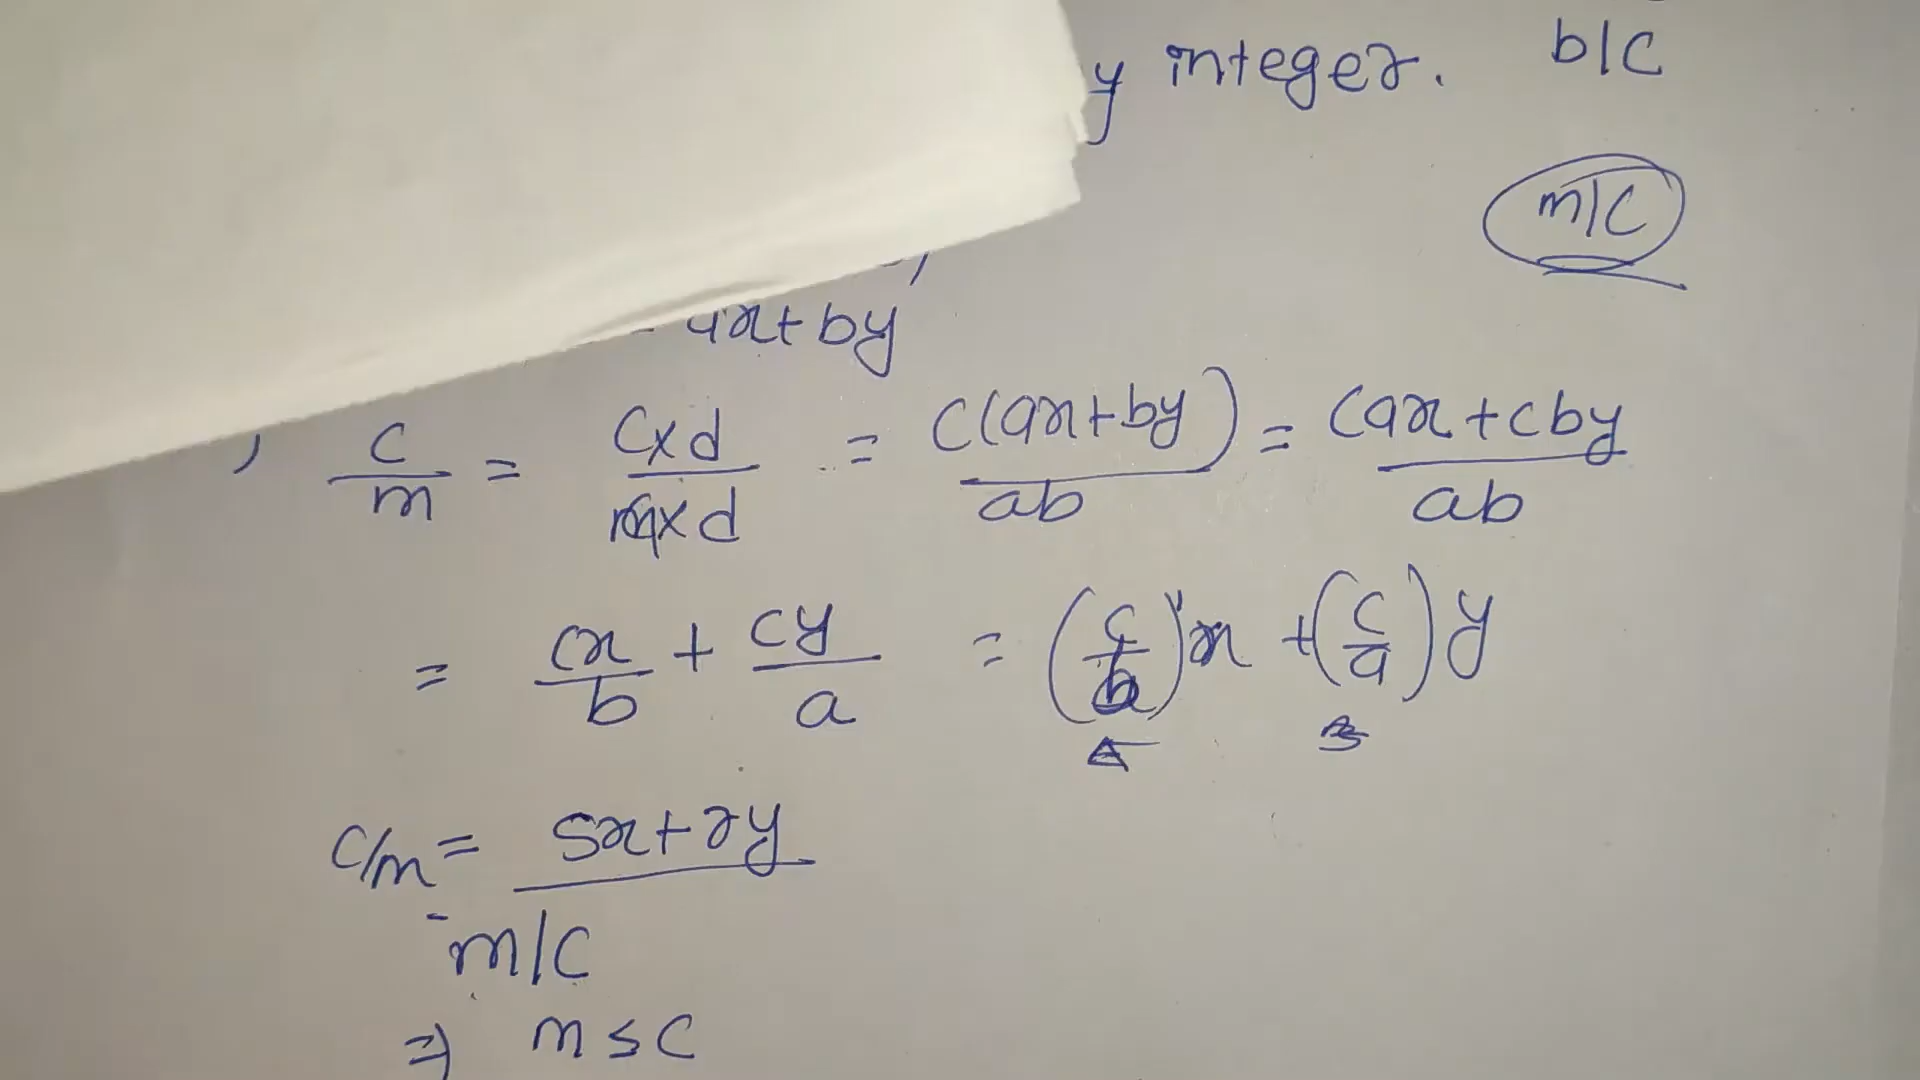 y integer. b|c
m|c
ax+by
c/m = c×d/m×d = c(ax+by)/ab = cax+cby/ab
= cx/b + cy/a = (c/b)x + (c/a)y
c/m = sx+ry
m|c
⇒ m ≤ c